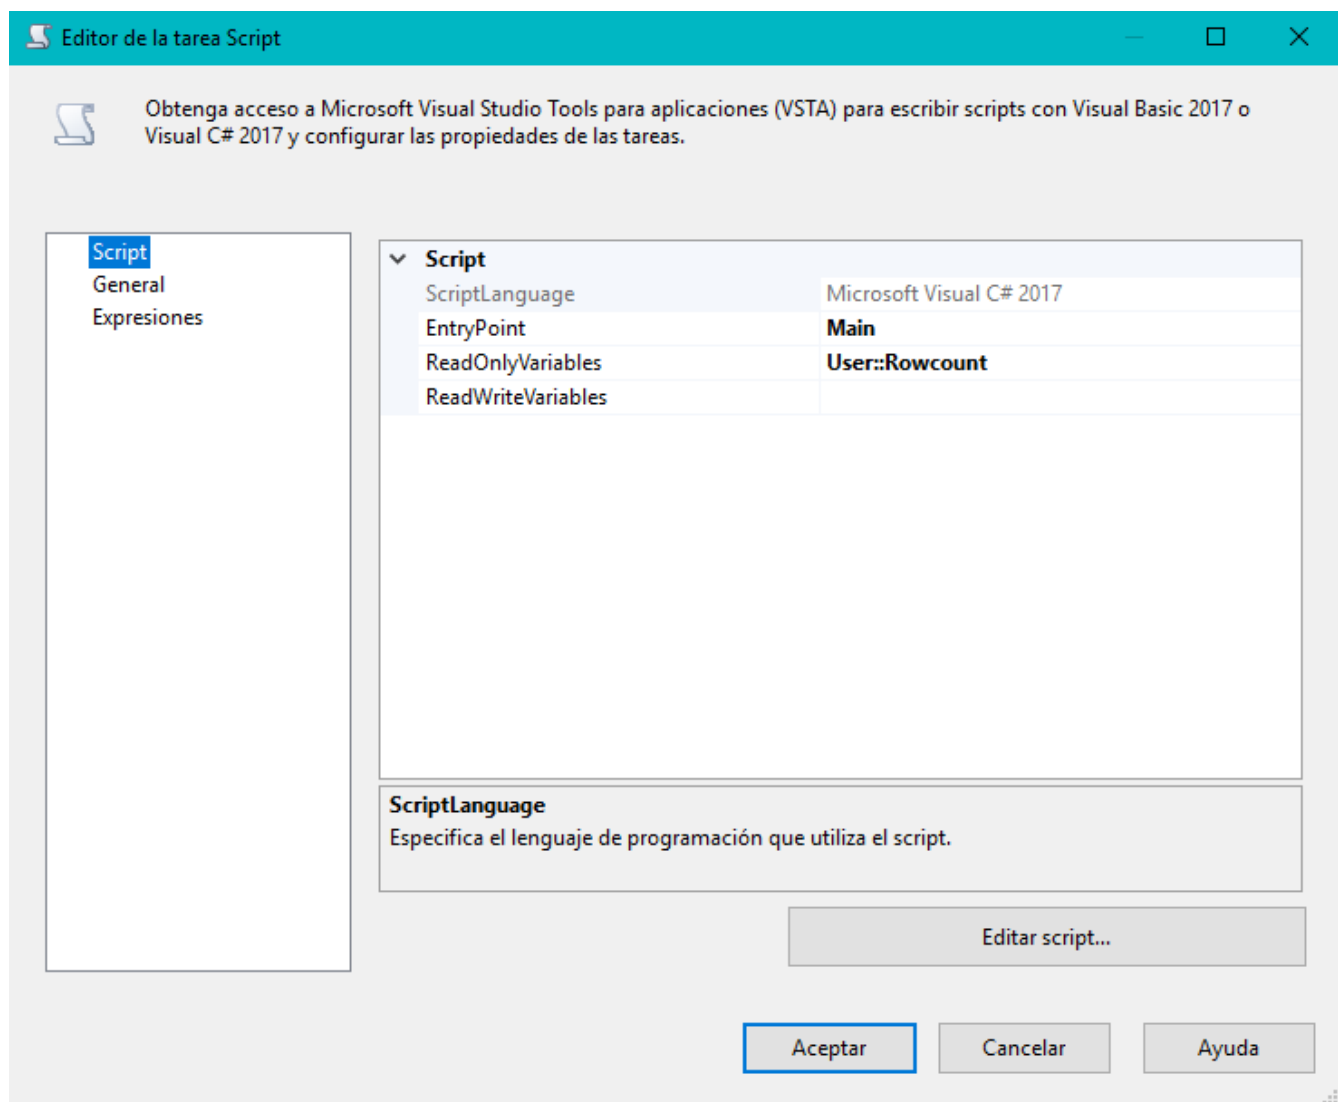 Editor de la tarea Script
Obtenga acceso a Microsoft Visual Studio Tools para aplicaciones (VSTA) para escribir scripts con Visual Basic 2017 o
Visual C# 2017 y configurar las propiedades de las tareas.
Script
General
Expresiones
Script
ScriptLanguage Microsoft Visual C# 2017
EntryPoint Main
ReadOnlyVariables User::Rowcount
ReadWriteVariables
ScriptLanguage
Especifica el lenguaje de programación que utiliza el script.
Editar script...
Aceptar Cancelar Ayuda